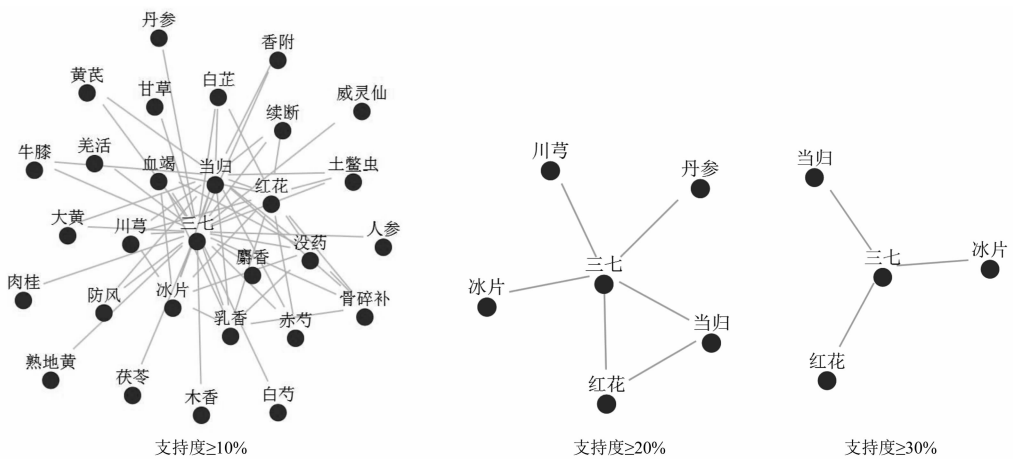 丹参
香附
黄芪
甘草
白芷
威灵仙
续断
牛膝
羌活
血竭
当归
土鳖虫
红花
大黄
川芎
三七
人参
没药
麝香
肉桂
防风
冰片
骨碎补
乳香
赤芍
熟地黄
茯苓
木香
白芍
支持度≥10%
川芎
丹参
三七
冰片
当归
红花
支持度≥20%
当归
三七
冰片
红花
支持度≥30%